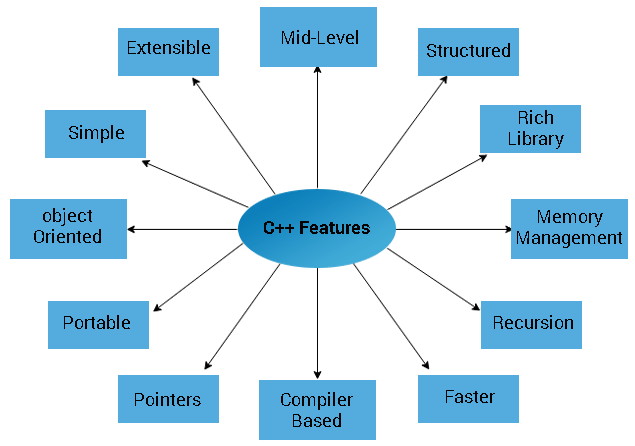 Mid-Level
Extensible
Structured
Rich
Library
Simple
object
Oriented
C++ Features
Memory
Management
Portable
Recursion
Pointers
Compiler
Based
Faster